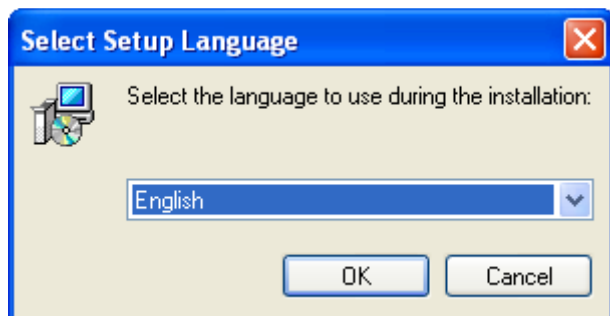 Select Setup Language
Select the language to use during the installation:
English
OK
Cancel